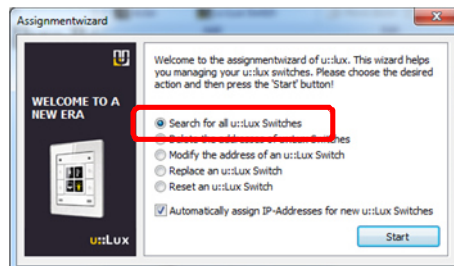 Assignmentwizard
Welcome to the assignmentwizard of u::lux. This wizard helps
you managing your u::lux switches. Please choose the desired
action and then press the 'Start' button!
WELCOME TO A
NEW ERA
Search for all u::Lux Switches
Delete the addresses of u::Lux Switches
Modify the address of an u::Lux Switch
Replace an u::Lux Switch
Reset an u::Lux Switch
Automatically assign IP-Addresses for new u::Lux Switches
u::Lux
Start